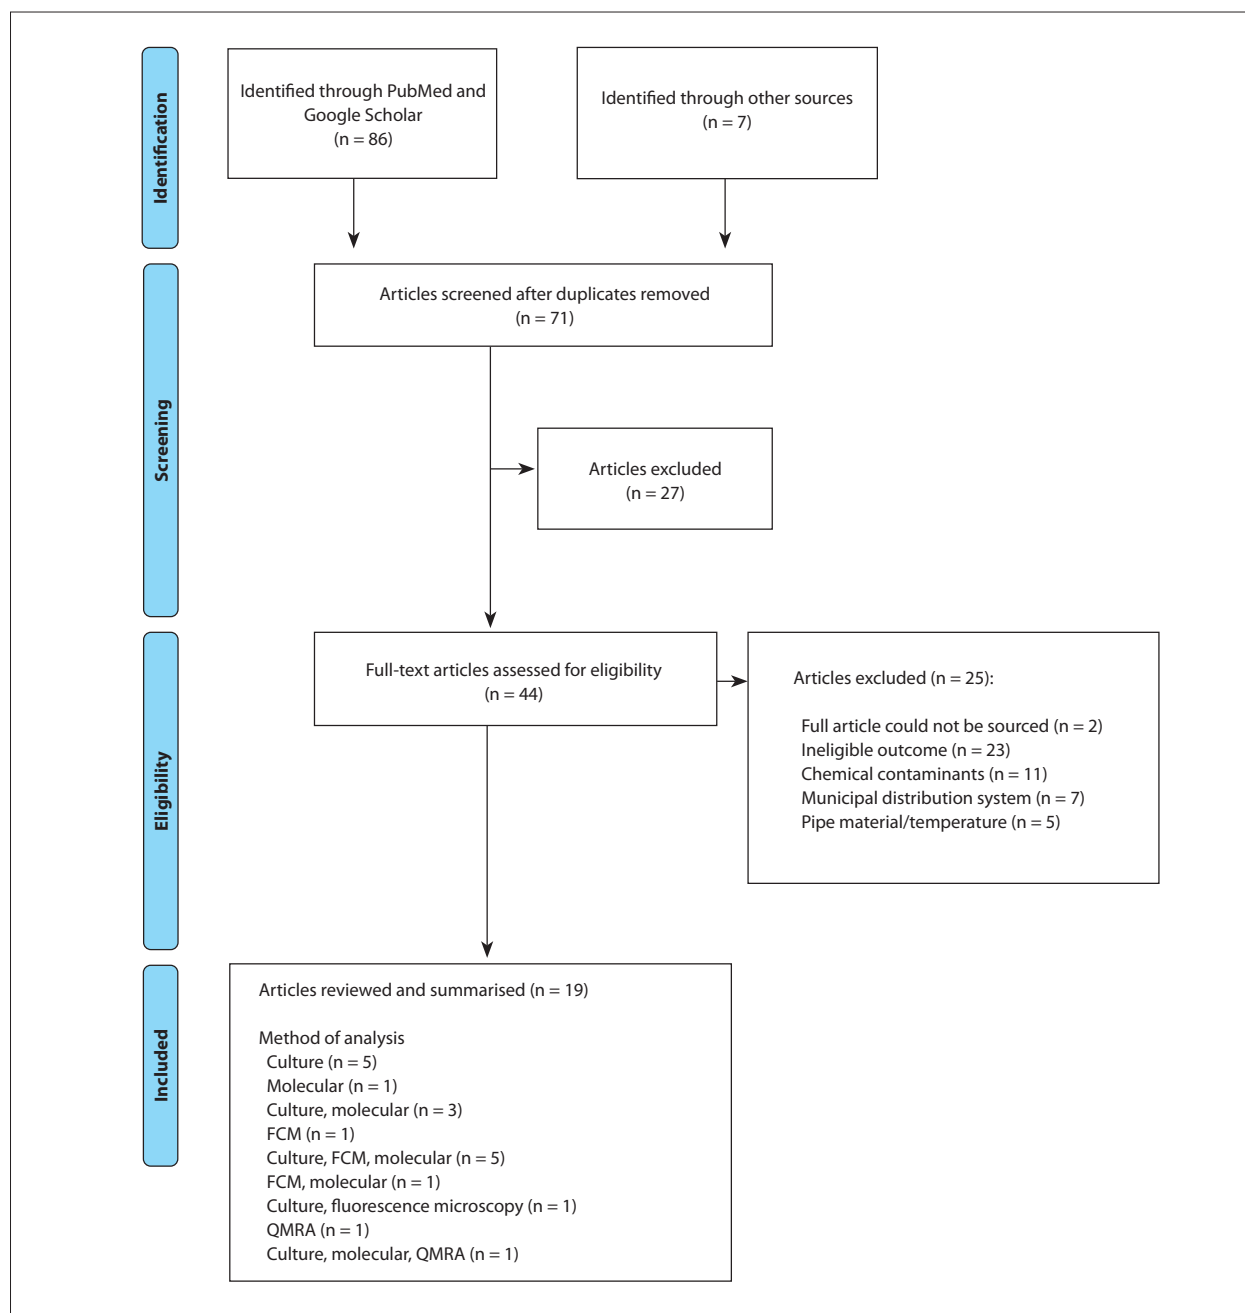 Identification
Identified through PubMed and
Google Scholar
(n = 86)
Identified through other sources
(n = 7)
Screening
Articles screened after duplicates removed
(n = 71)
Articles excluded
(n = 27)
Eligibility
Full-text articles assessed for eligibility
(n = 44)
Articles excluded (n = 25):
Full article could not be sourced (n = 2)
Ineligible outcome (n = 23)
Chemical contaminants (n = 11)
Municipal distribution system (n = 7)
Pipe material/temperature (n = 5)
Included
Articles reviewed and summarised (n = 19)
Method of analysis
Culture (n = 5)
Molecular (n = 1)
Culture, molecular (n = 3)
FCM (n = 1)
Culture, FCM, molecular (n = 5)
FCM, molecular (n = 1)
Culture, fluorescence microscopy (n = 1)
QMRA (n = 1)
Culture, molecular, QMRA (n = 1)